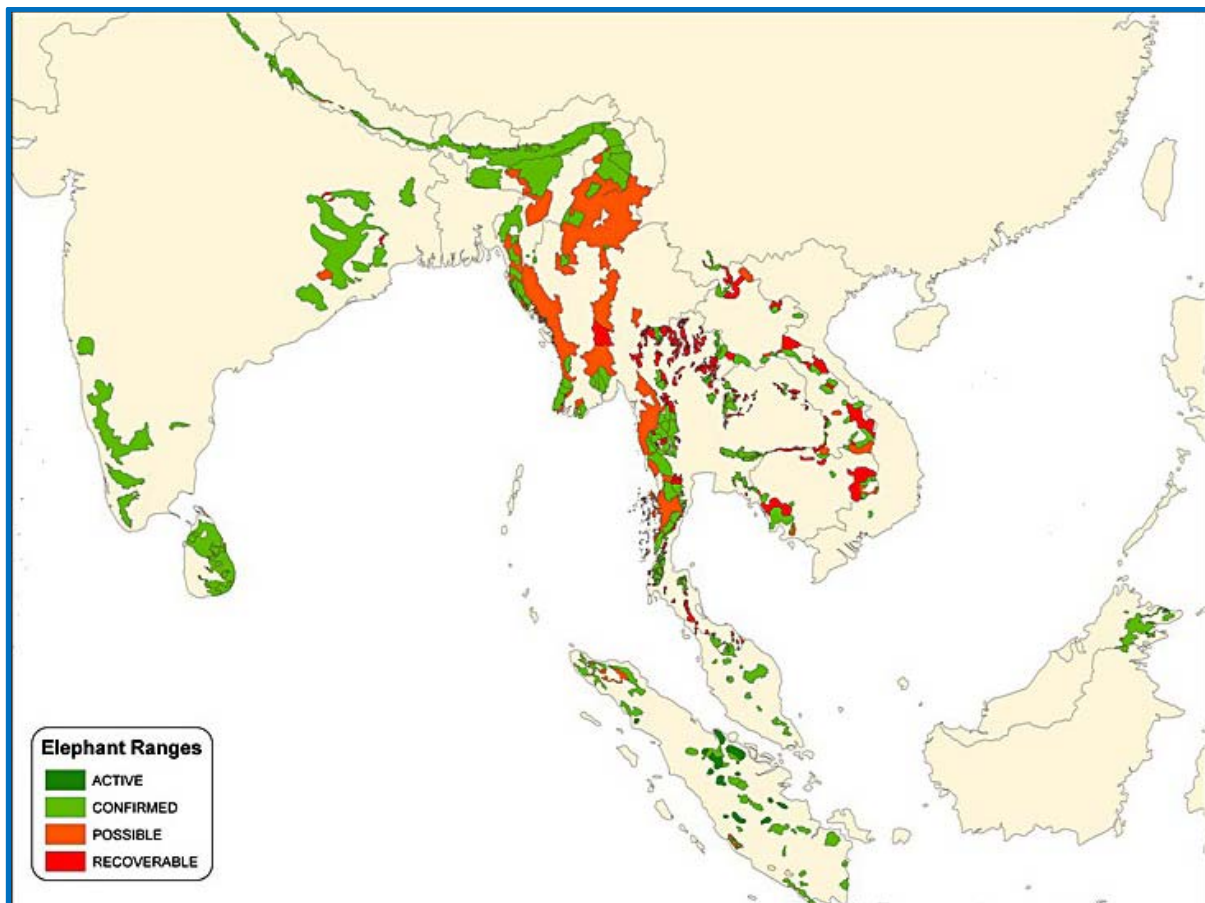 Elephant Ranges
ACTIVE
CONFIRMED
POSSIBLE
RECOVERABLE